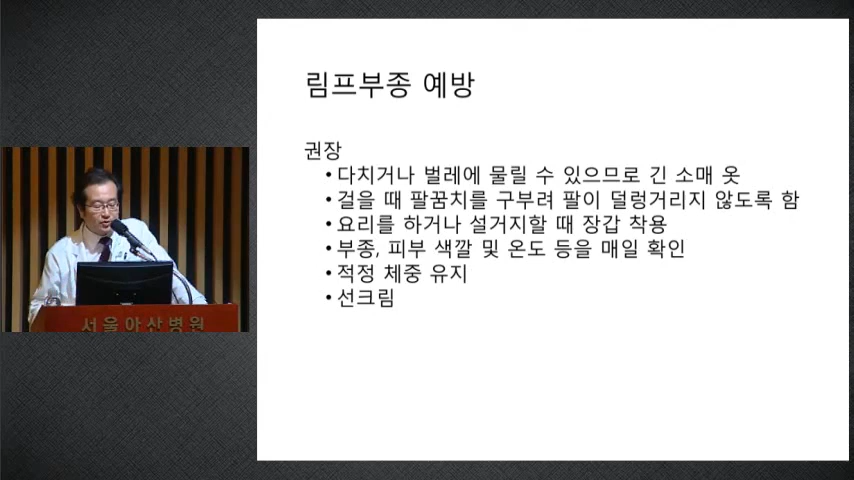 림프부종 예방
권장
• 다치거나 벌레에 물릴 수 있으므로 긴 소매 옷
• 걸을 때 팔꿈치를 구부려 팔이 덜렁거리지 않도록 함
• 요리를 하거나 설거지할 때 장갑 착용
• 부종, 피부 색깔 및 온도 등을 매일 확인
• 적정 체중 유지
• 선크림
서울아산병원